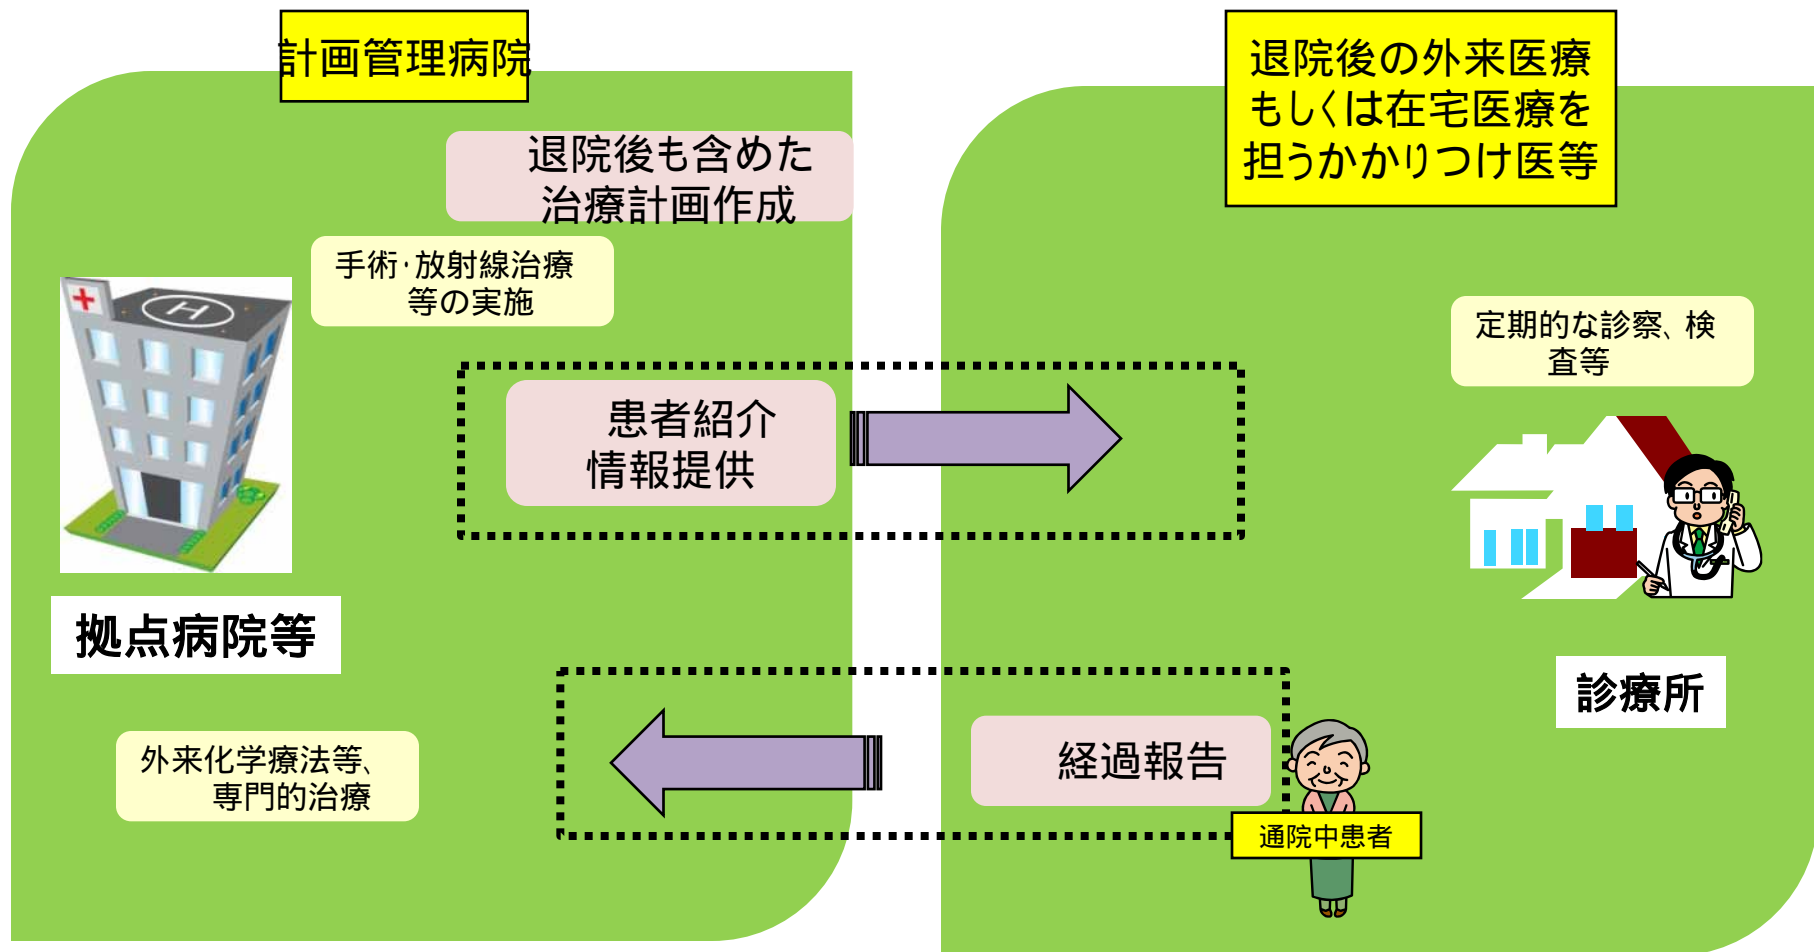 計画管理病院
退院後の外来医療
もしくは在宅医療を
担うかかりつけ医等
退院後も含めた
治療計画作成
手術・放射線治療
等の実施
H
定期的な診察、検
査等
患者紹介
情報提供
拠点病院等
診療所
外来化学療法等、
専門的治療
経過報告
通院中患者